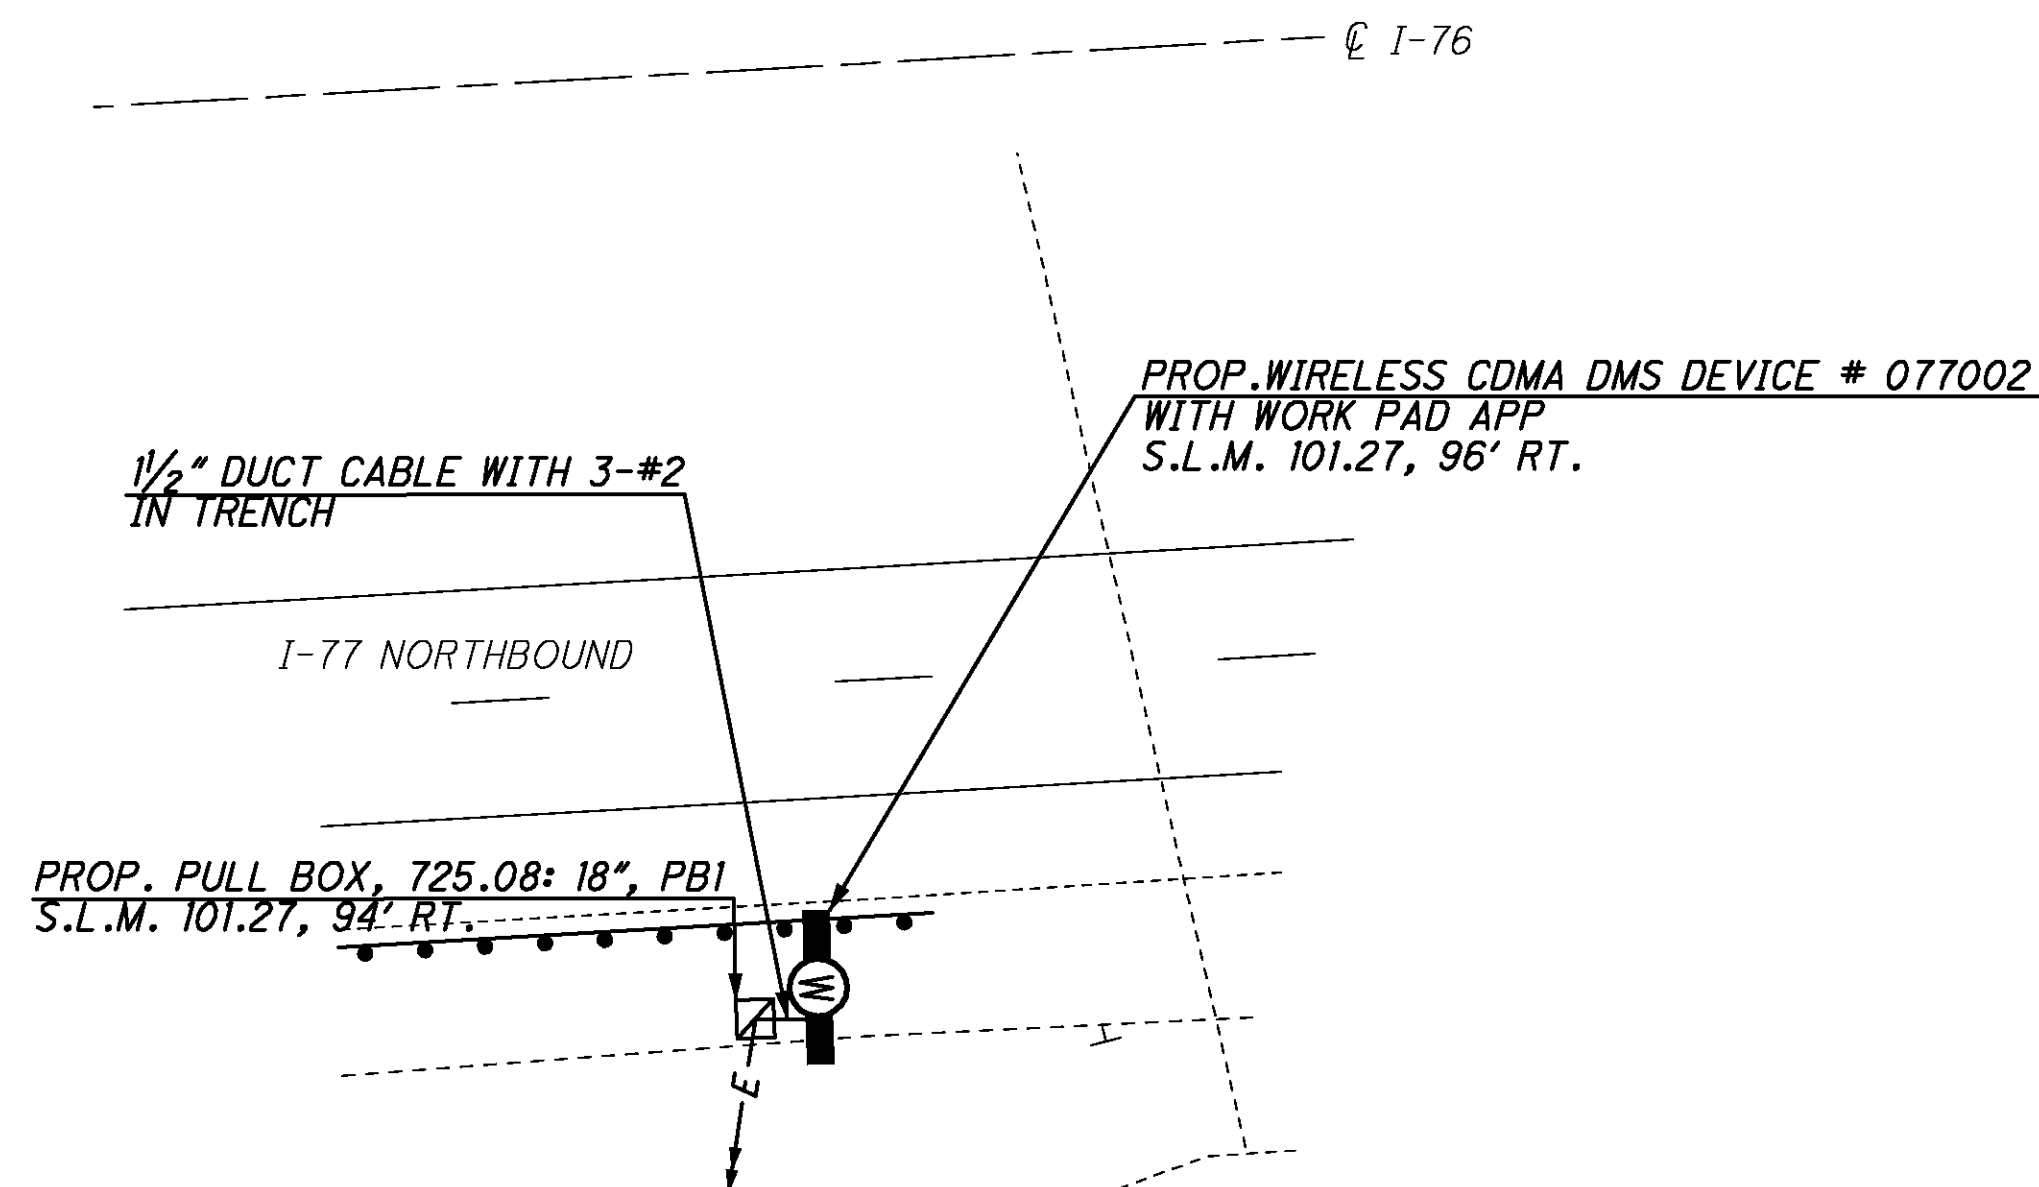 ℄ I-76
PROP.WIRELESS CDMA DMS DEVICE # 077002
WITH WORK PAD APP
S.L.M. 101.27, 96' RT.
1½" DUCT CABLE WITH 3-#2
IN TRENCH
I-77 NORTHBOUND
PROP. PULL BOX, 725.08: 18", PB1
S.L.M. 101.27, 94' RT.
W
E